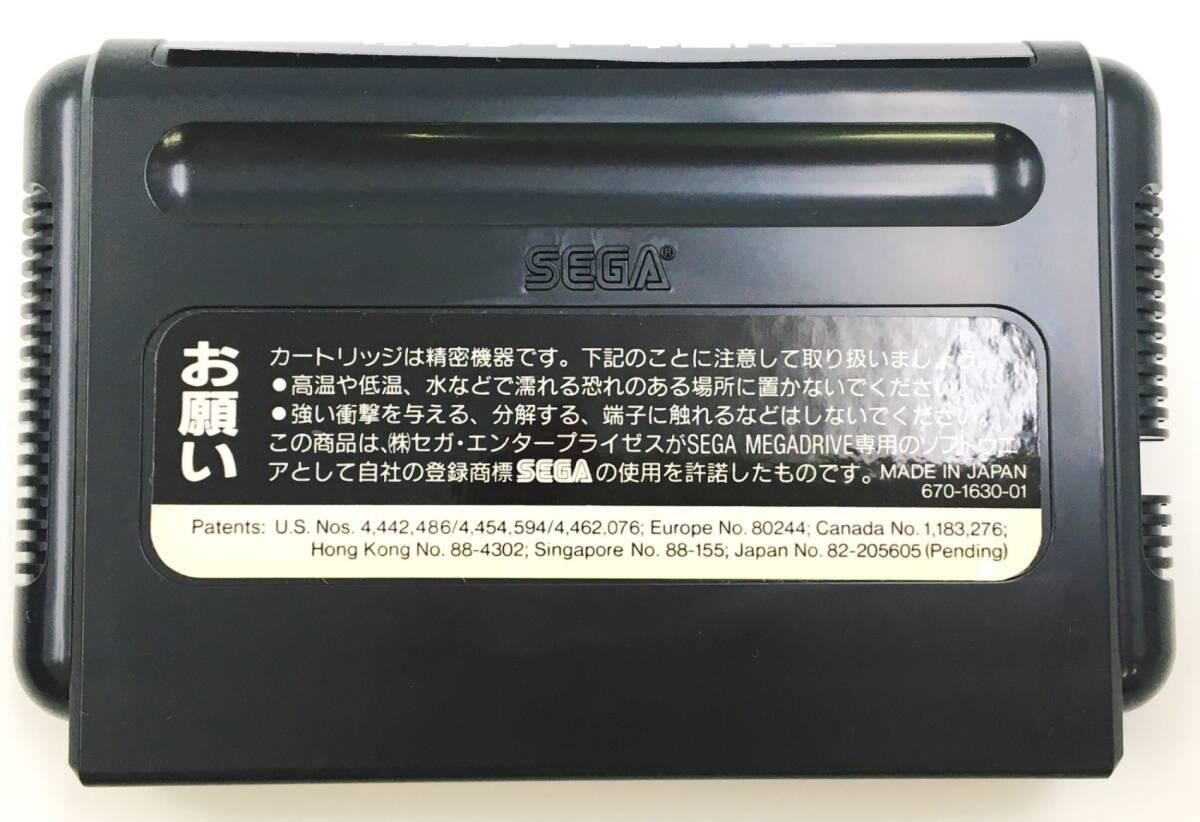 SEGA®
お願い
カートリッジは精密機器です。下記のことに注意して取り扱いましょう。
●高温や低温、水などで濡れる恐れのある場所に置かないでください。
●強い衝撃を与える、分解する、端子に触れるなどはしないでください。
この商品は、㈱セガ・エンタープライゼスがSEGA MEGADRIVE専用のソフトウエ
アとして自社の登録商標SEGAの使用を許諾したものです。MADE IN JAPAN
670-1630-01
Patents: U.S. Nos. 4,442,486/4,454,594/4,462,076; Europe No. 80244; Canada No. 1,183,276;
Hong Kong No. 88-4302; Singapore No. 88-155; Japan No. 82-205605 (Pending)